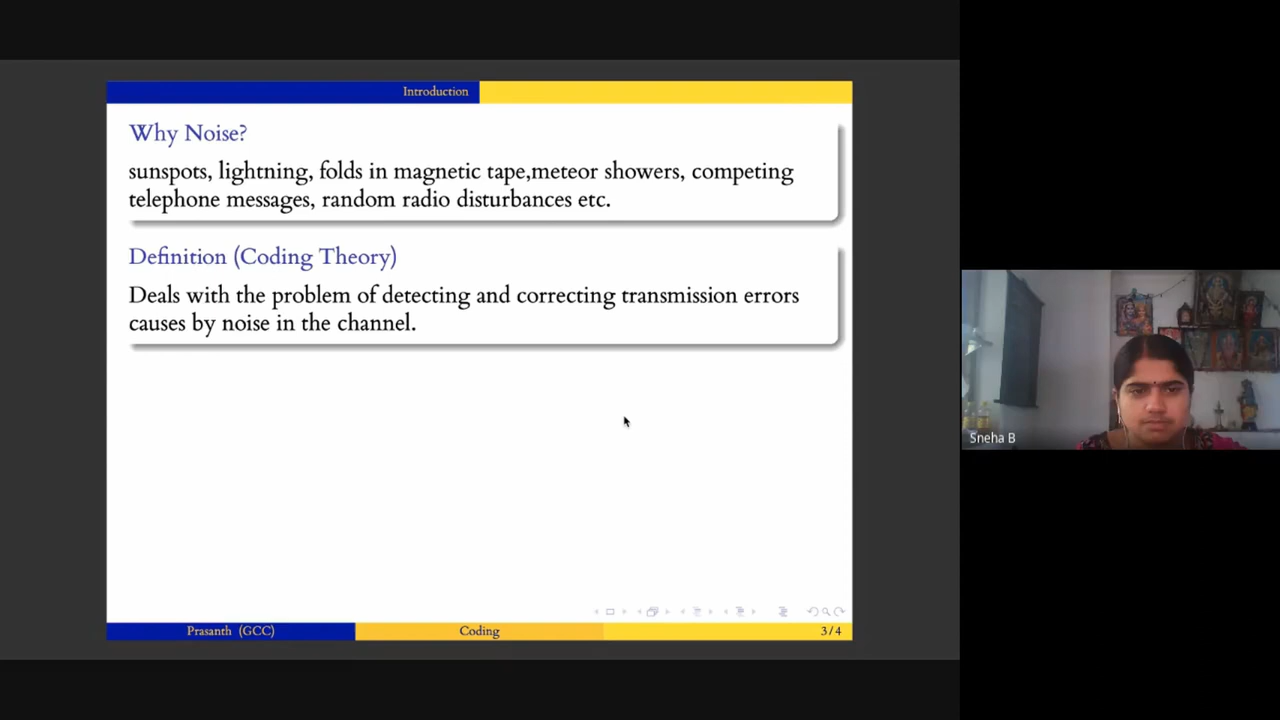 Introduction
Why Noise?
sunspots, lightning, folds in magnetic tape,meteor showers, competing
telephone messages, random radio disturbances etc.
Definition (Coding Theory)
Deals with the problem of detecting and correcting transmission errors
causes by noise in the channel.
Prasanth (GCC)
Coding
3/4
Sneha B